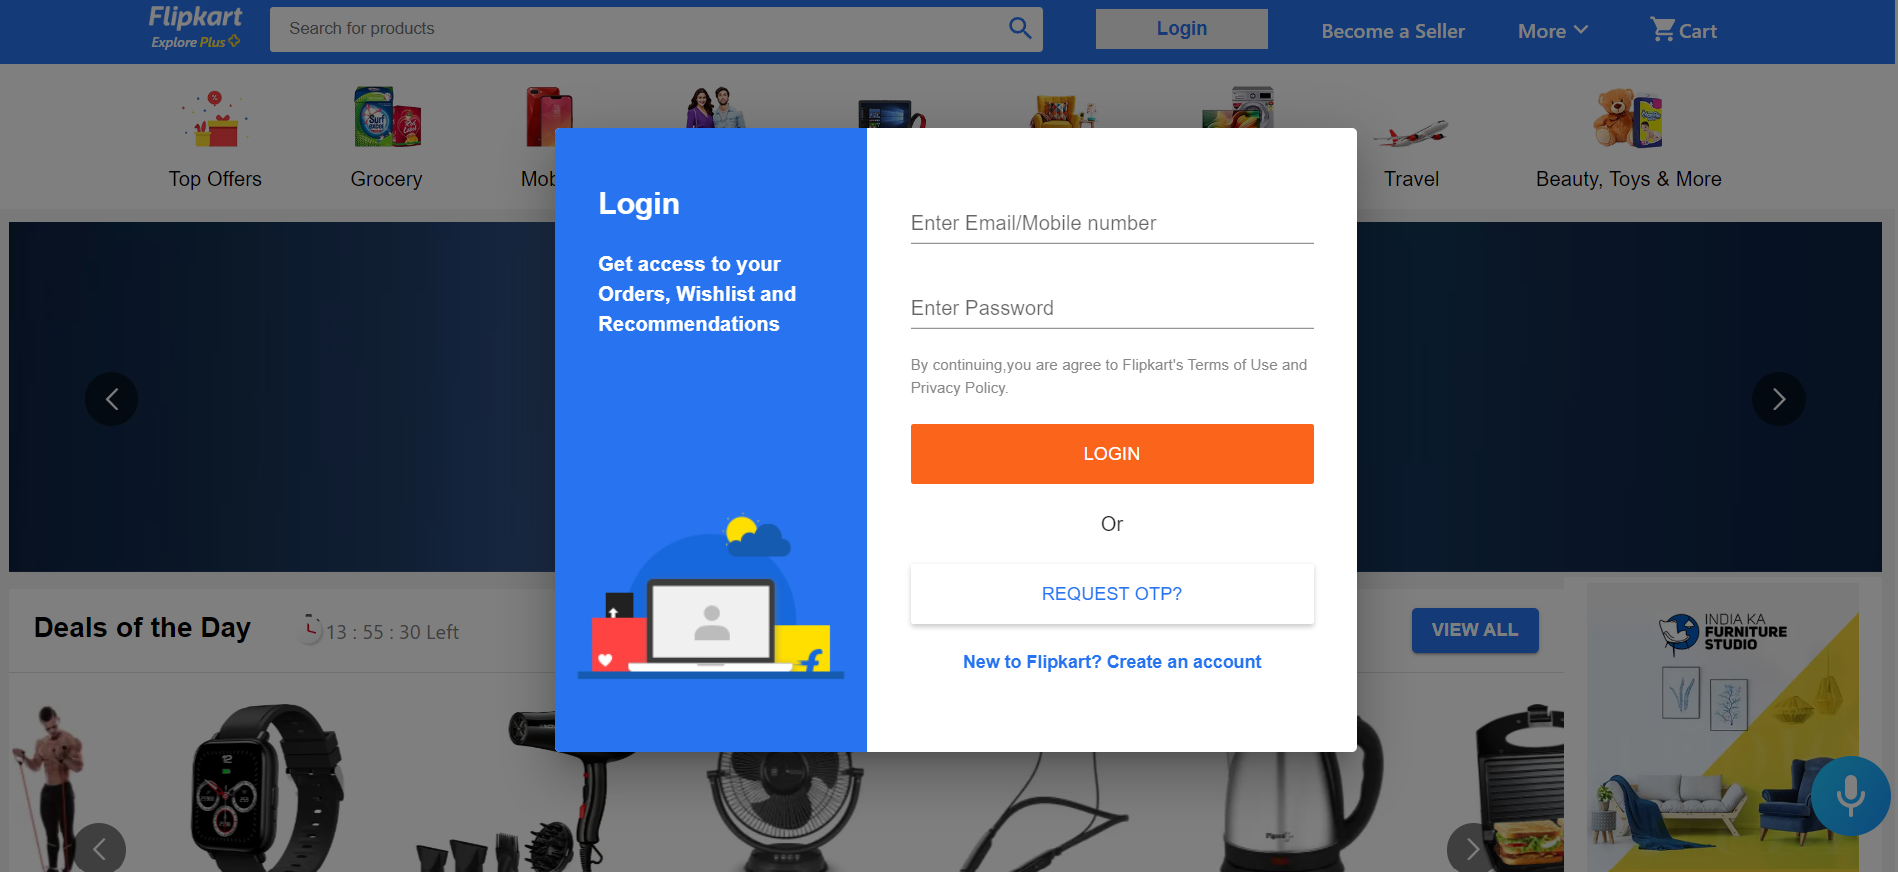 Flipkart
Explore Plus
Search for products
Login
Become a Seller
More
Cart
Top Offers
Grocery
Mob
Travel
Beauty, Toys & More
Login
Get access to your
Orders, Wishlist and
Recommendations
Enter Email/Mobile number
Enter Password
By continuing,you are agree to Flipkart's Terms of Use and
Privacy Policy.
LOGIN
Or
REQUEST OTP?
New to Flipkart? Create an account
Deals of the Day
13 : 55 : 30 Left
VIEW ALL
INDIA KA
FURNITURE
STUDIO
Surf
excel
12